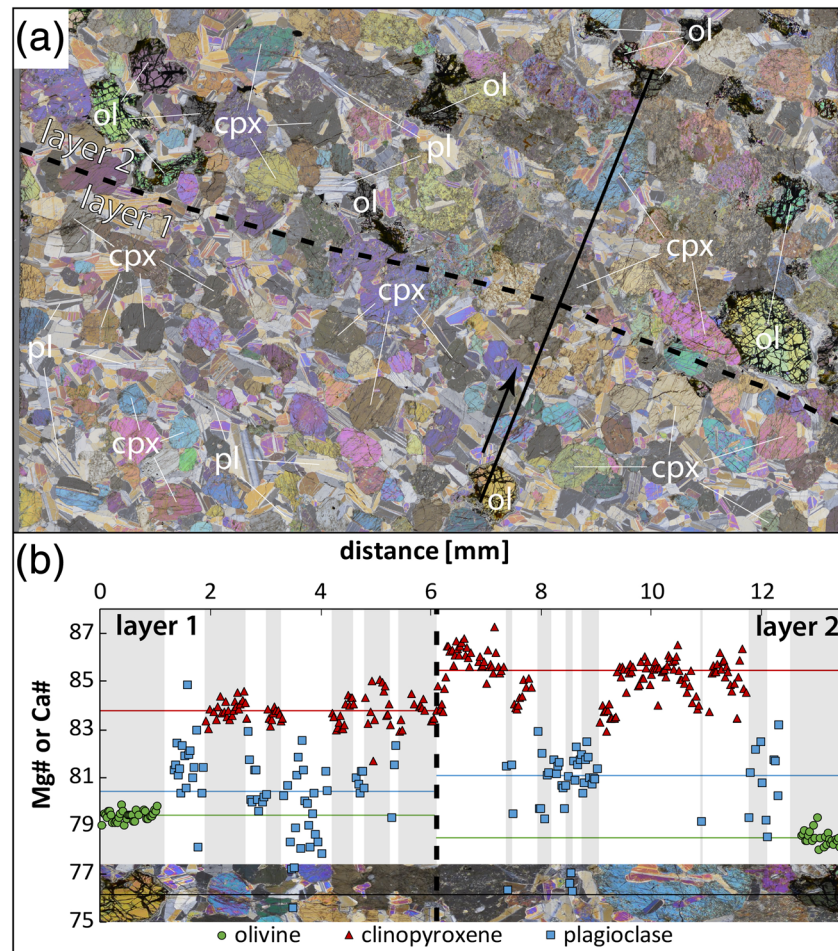 (a)
cpx
ol
ol
ol
ol
cpx
pl
layer 2
layer 1
ol
cpx
cpx
cpx
ol
pl
cpx
pl
cpx
ol
(b)
distance [mm]
0 2 4 6 8 10 12
layer 1 layer 2
87
85
83
81
79
77
75
Mg# or Ca#
olivine clinopyroxene plagioclase